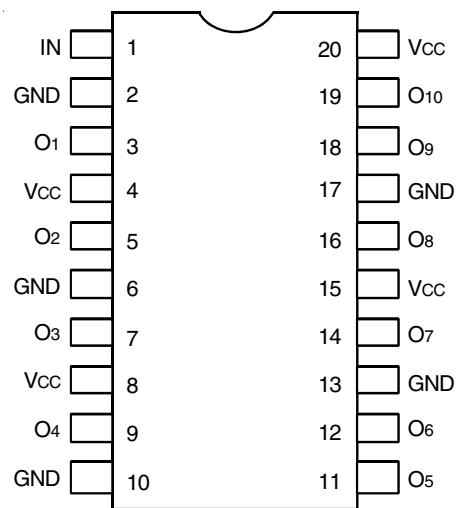 IN 1 20 VCC
GND 2 19 O10
O1 3 18 O9
VCC 4 17 GND
O2 5 16 O8
GND 6 15 VCC
O3 7 14 O7
VCC 8 13 GND
O4 9 12 O6
GND 10 11 O5